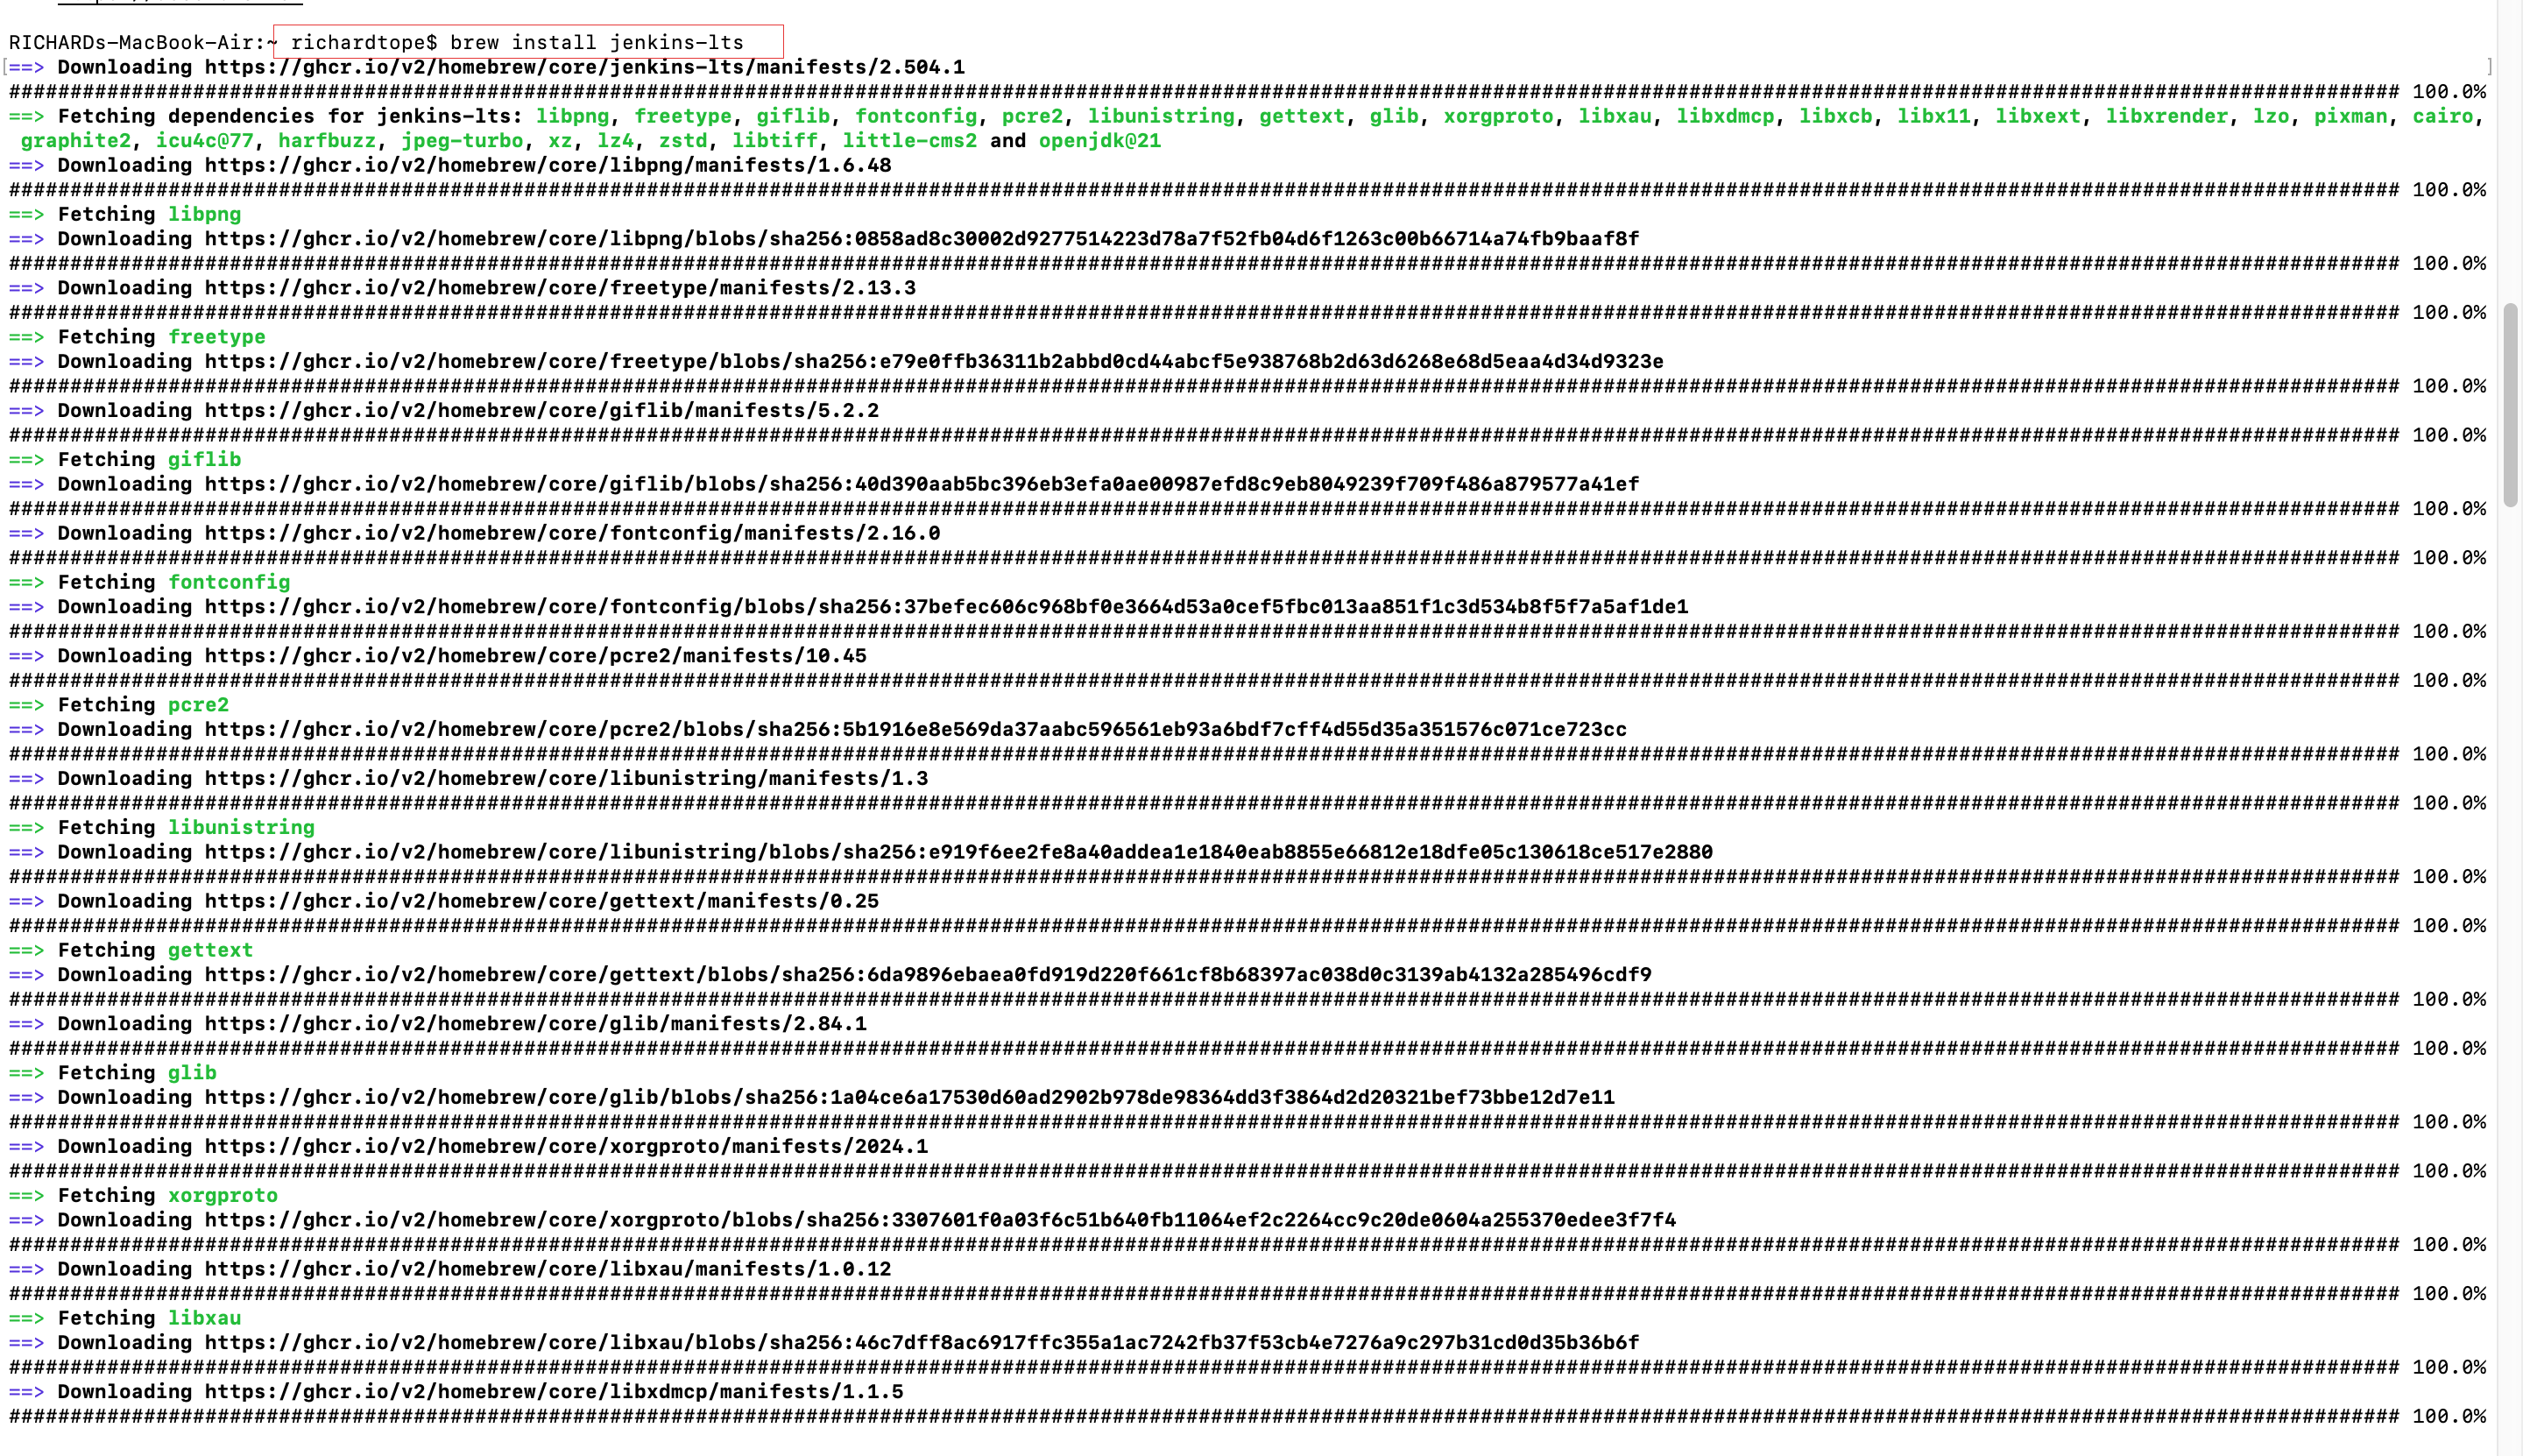 RICHARDs-MacBook-Air:~ richardtope$ brew install jenkins-lts
==> Downloading https://ghcr.io/v2/homebrew/core/jenkins-lts/manifests/2.504.1
######################################################################## 100.0%
==> Fetching dependencies for jenkins-lts: libpng, freetype, giflib, fontconfig, pcre2, libunistring, gettext, glib, xorgproto, libxau, libxdmcp, libxcb, libx11, libxext, libxrender, lzo, pixman, cairo,
graphite2, icu4c@77, harfbuzz, jpeg-turbo, xz, lz4, zstd, libtiff, little-cms2 and openjdk@21
==> Downloading https://ghcr.io/v2/homebrew/core/libpng/manifests/1.6.48
######################################################################## 100.0%
==> Fetching libpng
==> Downloading https://ghcr.io/v2/homebrew/core/libpng/blobs/sha256:0858ad8c30002d9277514223d78a7f52fb04d6f1263c00b66714a74fb9baaf8f
######################################################################## 100.0%
==> Downloading https://ghcr.io/v2/homebrew/core/freetype/manifests/2.13.3
######################################################################## 100.0%
==> Fetching freetype
==> Downloading https://ghcr.io/v2/homebrew/core/freetype/blobs/sha256:e79e0ffb36311b2abbd0cd44abcf5e938768b2d63d6268e68d5eaa4d34d9323e
######################################################################## 100.0%
==> Downloading https://ghcr.io/v2/homebrew/core/giflib/manifests/5.2.2
######################################################################## 100.0%
==> Fetching giflib
==> Downloading https://ghcr.io/v2/homebrew/core/giflib/blobs/sha256:40d390aab5bc396eb3efa0ae00987efd8c9eb8049239f709f486a879577a41ef
######################################################################## 100.0%
==> Downloading https://ghcr.io/v2/homebrew/core/fontconfig/manifests/2.16.0
######################################################################## 100.0%
==> Fetching fontconfig
==> Downloading https://ghcr.io/v2/homebrew/core/fontconfig/blobs/sha256:37befec606c968bf0e3664d53a0cef5fbc013aa851f1c3d534b8f5f7a5af1de1
######################################################################## 100.0%
==> Downloading https://ghcr.io/v2/homebrew/core/pcre2/manifests/10.45
######################################################################## 100.0%
==> Fetching pcre2
==> Downloading https://ghcr.io/v2/homebrew/core/pcre2/blobs/sha256:5b1916e8e569da37aabc596561eb93a6bdf7cff4d55d35a351576c071ce723cc
######################################################################## 100.0%
==> Downloading https://ghcr.io/v2/homebrew/core/libunistring/manifests/1.3
######################################################################## 100.0%
==> Fetching libunistring
==> Downloading https://ghcr.io/v2/homebrew/core/libunistring/blobs/sha256:e919f6ee2fe8a40addea1e1840eab8855e66812e18dfe05c130618ce517e2880
######################################################################## 100.0%
==> Downloading https://ghcr.io/v2/homebrew/core/gettext/manifests/0.25
######################################################################## 100.0%
==> Fetching gettext
==> Downloading https://ghcr.io/v2/homebrew/core/gettext/blobs/sha256:6da9896ebaea0fd919d220f661cf8b68397ac038d0c3139ab4132a285496cdf9
######################################################################## 100.0%
==> Downloading https://ghcr.io/v2/homebrew/core/glib/manifests/2.84.1
######################################################################## 100.0%
==> Fetching glib
==> Downloading https://ghcr.io/v2/homebrew/core/glib/blobs/sha256:1a04ce6a17530d60ad2902b978de98364dd3f3864d2d20321bef73bbe12d7e11
######################################################################## 100.0%
==> Downloading https://ghcr.io/v2/homebrew/core/xorgproto/manifests/2024.1
######################################################################## 100.0%
==> Fetching xorgproto
==> Downloading https://ghcr.io/v2/homebrew/core/xorgproto/blobs/sha256:3307601f0a03f6c51b640fb11064ef2c2264cc9c20de0604a255370edee3f7f4
######################################################################## 100.0%
==> Downloading https://ghcr.io/v2/homebrew/core/libxau/manifests/1.0.12
######################################################################## 100.0%
==> Fetching libxau
==> Downloading https://ghcr.io/v2/homebrew/core/libxau/blobs/sha256:46c7dff8ac6917ffc355a1ac7242fb37f53cb4e7276a9c297b31cd0d35b36b6f
######################################################################## 100.0%
==> Downloading https://ghcr.io/v2/homebrew/core/libxdmcp/manifests/1.1.5
######################################################################## 100.0%